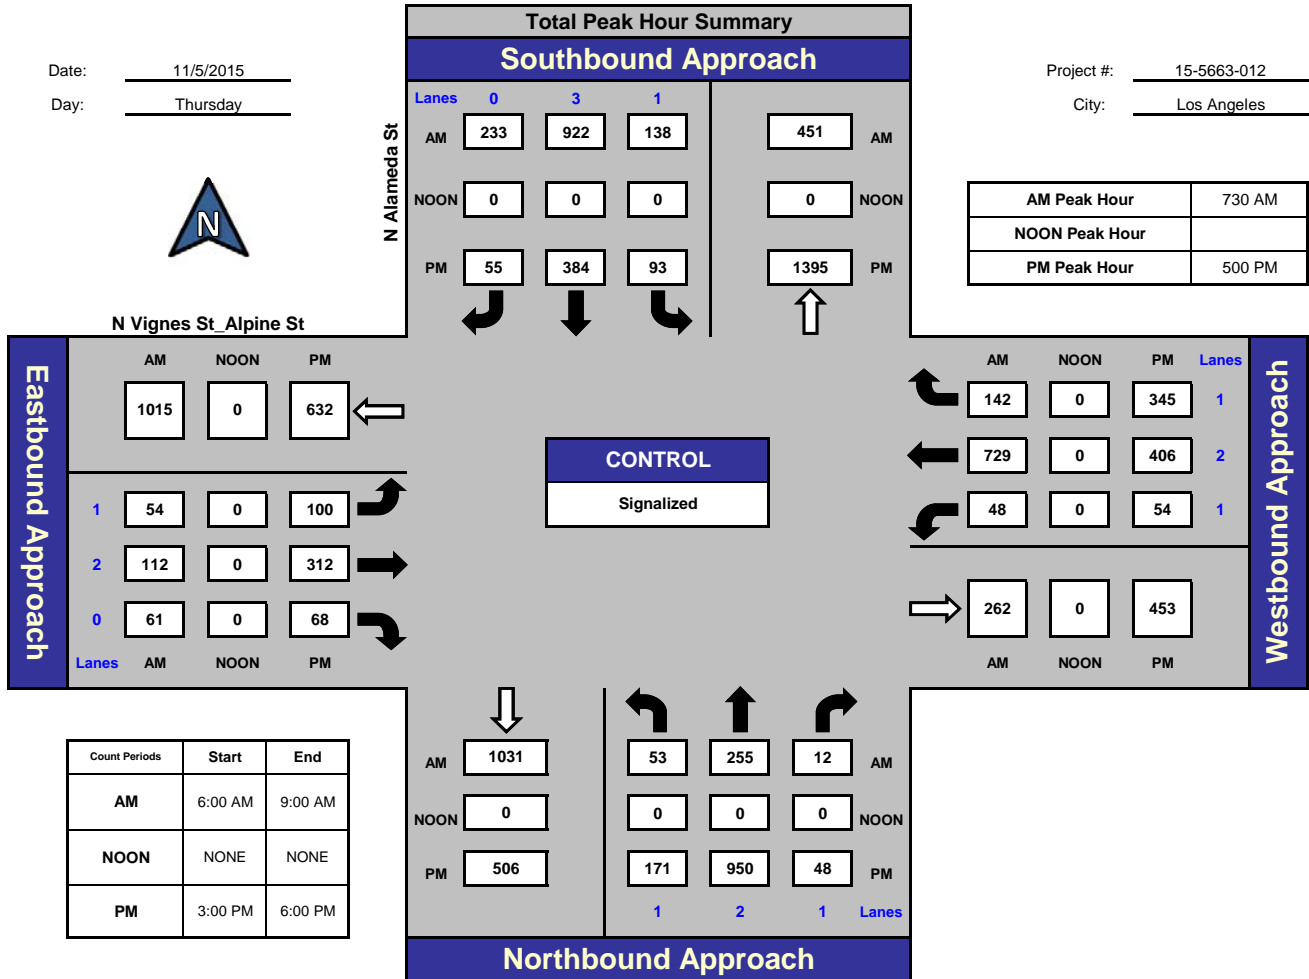 Total Peak Hour Summary
Southbound Approach
Date: 11/5/2015
Day: Thursday
Project #: 15-5663-012
City: Los Angeles
N Alameda St
Lanes 0 3 1
AM 233 922 138 451 AM
NOON 0 0 0 0 NOON
PM 55 384 93 1395 PM
N
AM Peak Hour 730 AM
NOON Peak Hour
PM Peak Hour 500 PM
N Vignes St_Alpine St
Eastbound Approach
AM NOON PM
1015 0 632
1 54 0 100
2 112 0 312
0 61 0 68
Lanes AM NOON PM
CONTROL
Signalized
AM NOON PM Lanes
142 0 345 1
729 0 406 2
48 0 54 1
262 0 453
AM NOON PM
Westbound Approach
Count Periods Start End
AM 6:00 AM 9:00 AM
NOON NONE NONE
PM 3:00 PM 6:00 PM
AM 1031 53 255 12 AM
NOON 0 0 0 0 NOON
PM 506 171 950 48 PM
1 2 1 Lanes
Northbound Approach